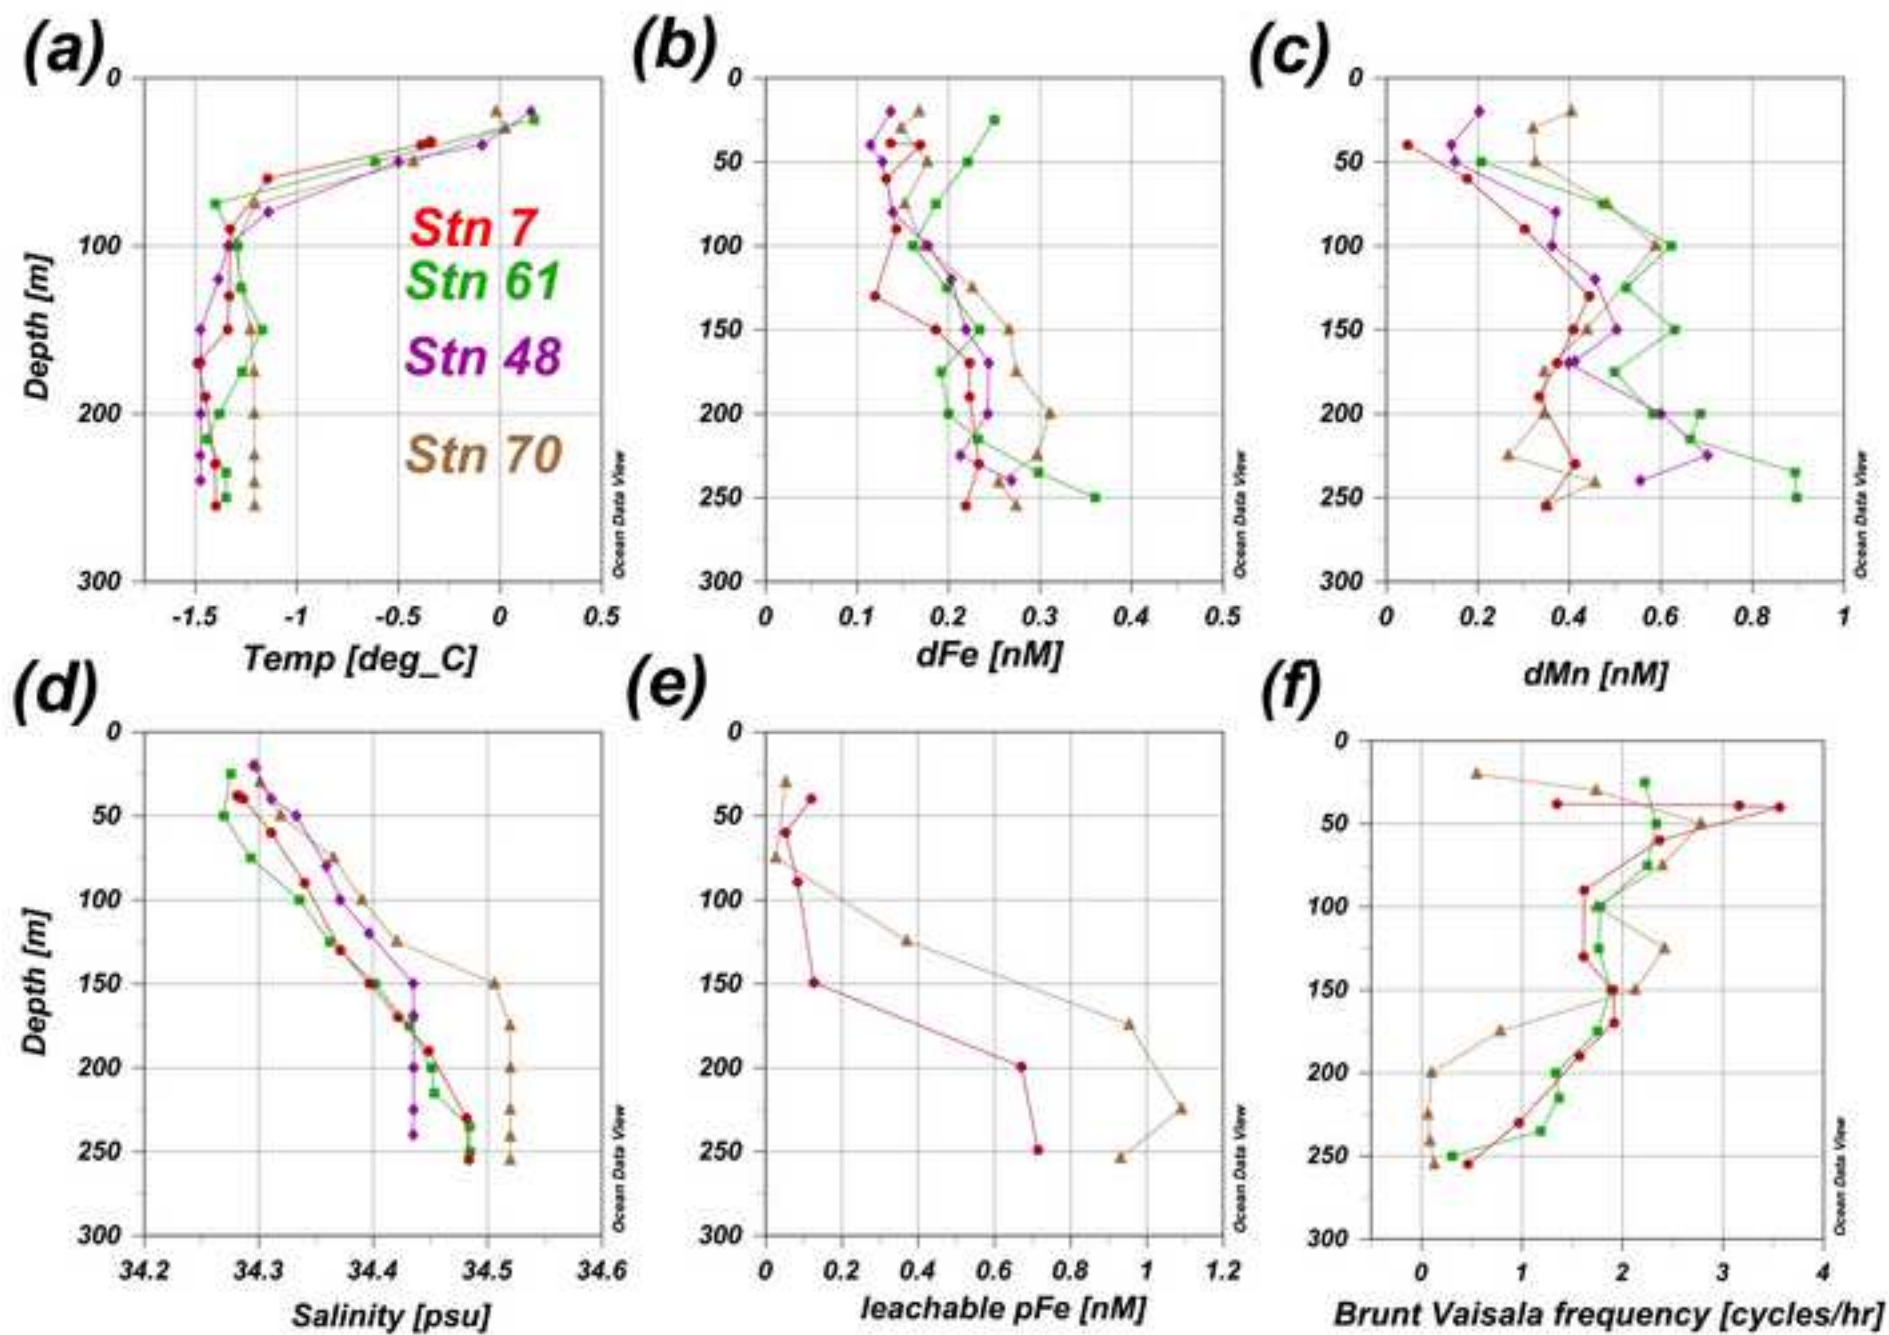 (a)
0
100
200
300
Depth [m]
-1.5 -1 -0.5 0 0.5
Temp [deg_C]
Stn 7
Stn 61
Stn 48
Stn 70
Ocean Data View
(b)
0
50
100
150
200
250
300
0 0.1 0.2 0.3 0.4 0.5
dFe [nM]
Ocean Data View
(c)
0
50
100
150
200
250
300
0 0.2 0.4 0.6 0.8 1
dMn [nM]
Ocean Data View
(d)
0
50
100
150
200
250
300
Depth [m]
34.2 34.3 34.4 34.5 34.6
Salinity [psu]
Ocean Data View
(e)
0
50
100
150
200
250
300
0 0.2 0.4 0.6 0.8 1 1.2
leachable pFe [nM]
Ocean Data View
(f)
0
50
100
150
200
250
300
0 1 2 3 4
Brunt Vaisala frequency [cycles/hr]
Ocean Data View